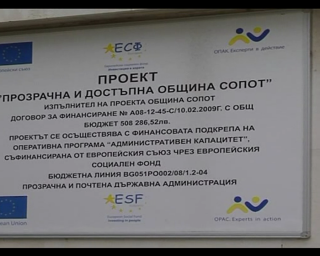 ЕСФ
ОПАК. Експерти в действие
ПРОЕКТ
"ПРОЗРАЧНА И ДОСТЪПНА ОБЩИНА СОПОТ"
ИЗПЪЛНИТЕЛ НА ПРОЕКТА ОБЩИНА СОПОТ
ДОГОВОР ЗА ФИНАНСИРАНЕ № А08-12-45-С/10.02.2009Г. С ОБЩ
БЮДЖЕТ 508 286,52лв.
ПРОЕКТЪТ СЕ ОСЪЩЕСТВЯВА С ФИНАНСОВАТА ПОДКРЕПА НА
ОПЕРАТИВНА ПРОГРАМА "АДМИНИСТРАТИВЕН КАПАЦИТЕТ",
СЪФИНАНСИРАНА ОТ ЕВРОПЕЙСКИЯ СЪЮЗ ЧРЕЗ ЕВРОПЕЙСКИЯ
СОЦИАЛЕН ФОНД
БЮДЖЕТНА ЛИНИЯ BG051PO002/08/1.2-04
ПРОЗРАЧНА И ПОЧТЕНА ДЪРЖАВНА АДМИНИСТРАЦИЯ
ESF
OPAC. Experts in action